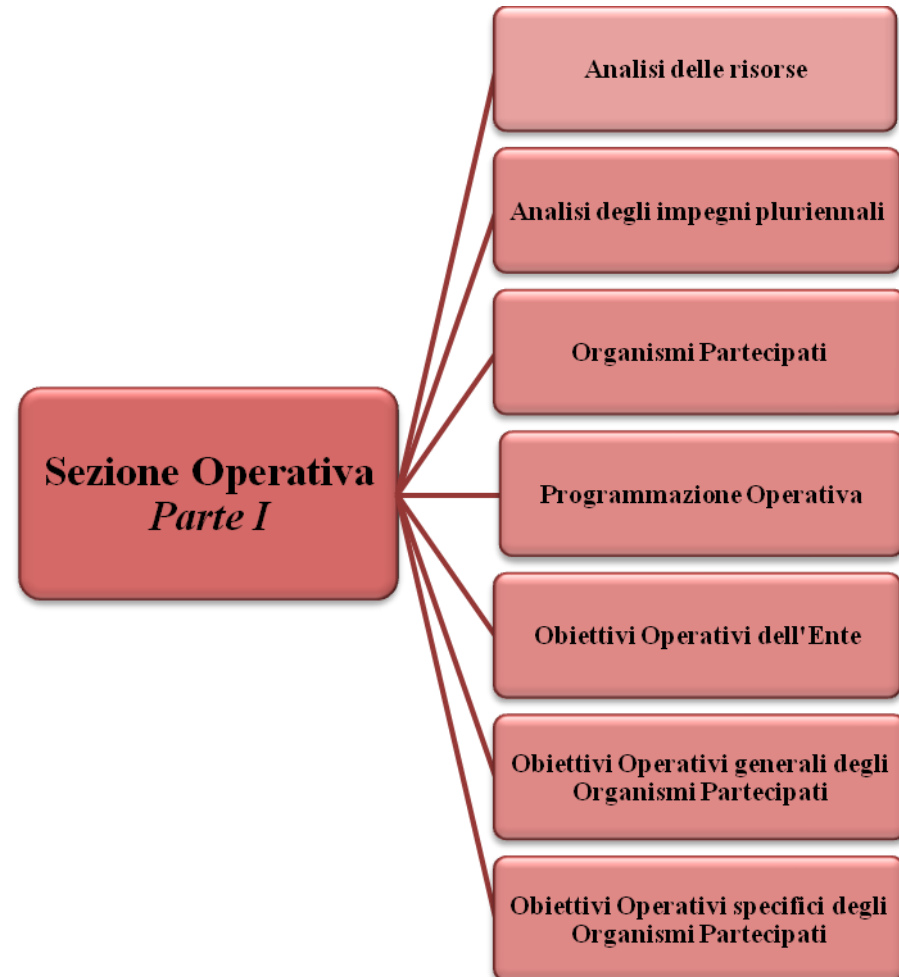 Analisi delle risorse
Analisi degli impegni pluriennali
Organismi Partecipati
Sezione Operativa
Parte I
Programmazione Operativa
Obiettivi Operativi dell'Ente
Obiettivi Operativi generali degli
Organismi Partecipati
Obiettivi Operativi specifici degli
Organismi Partecipati